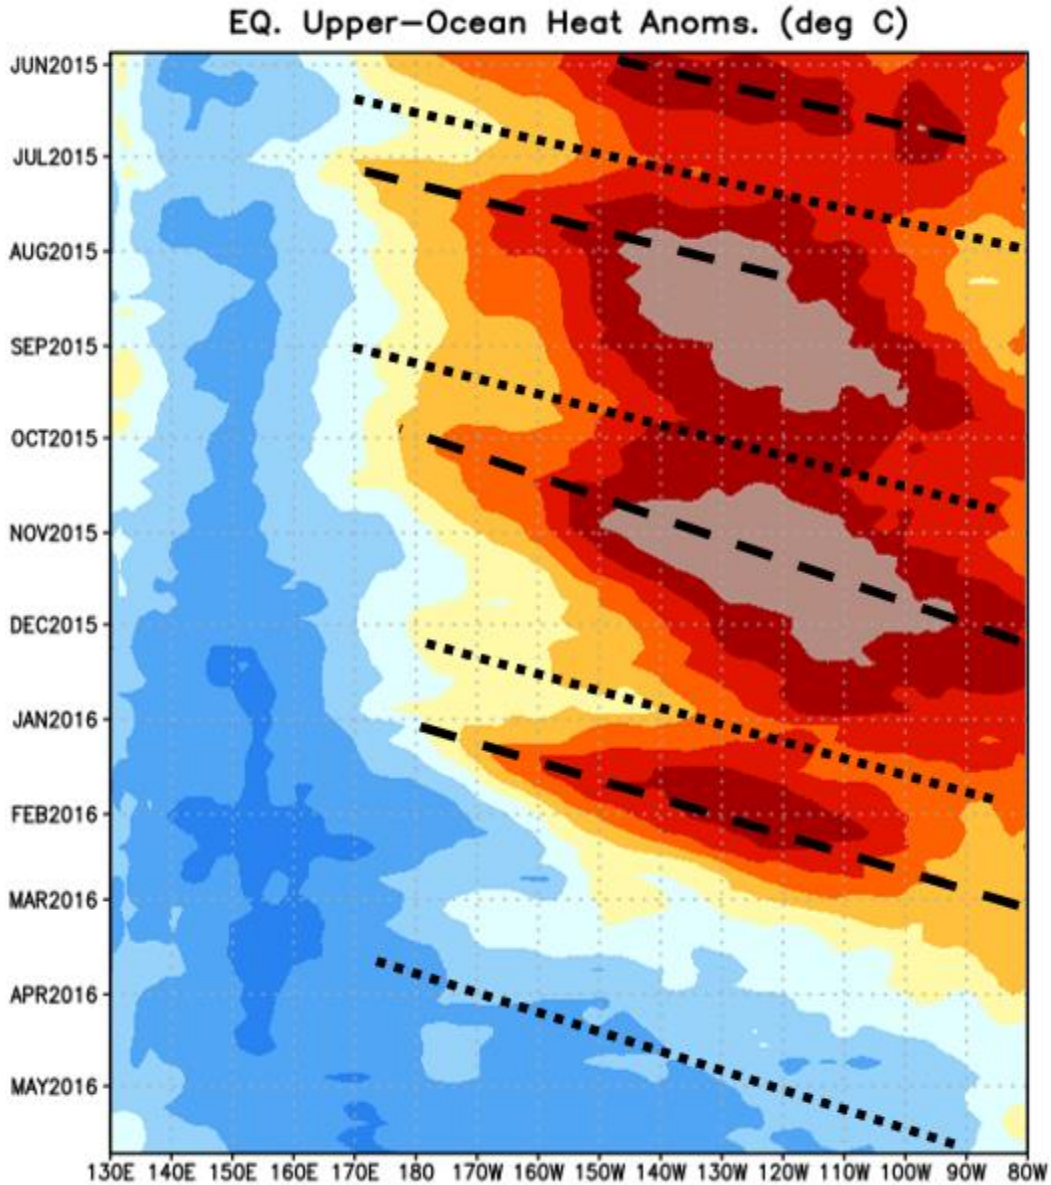 EQ. Upper-Ocean Heat Anoms. (deg C)
JUN2015
JUL2015
AUG2015
SEP2015
OCT2015
NOV2015
DEC2015
JAN2016
FEB2016
MAR2016
APR2016
MAY2016
130E 140E 150E 160E 170E 180 170W 160W 150W 140W 130W 120W 110W 100W 90W 80W